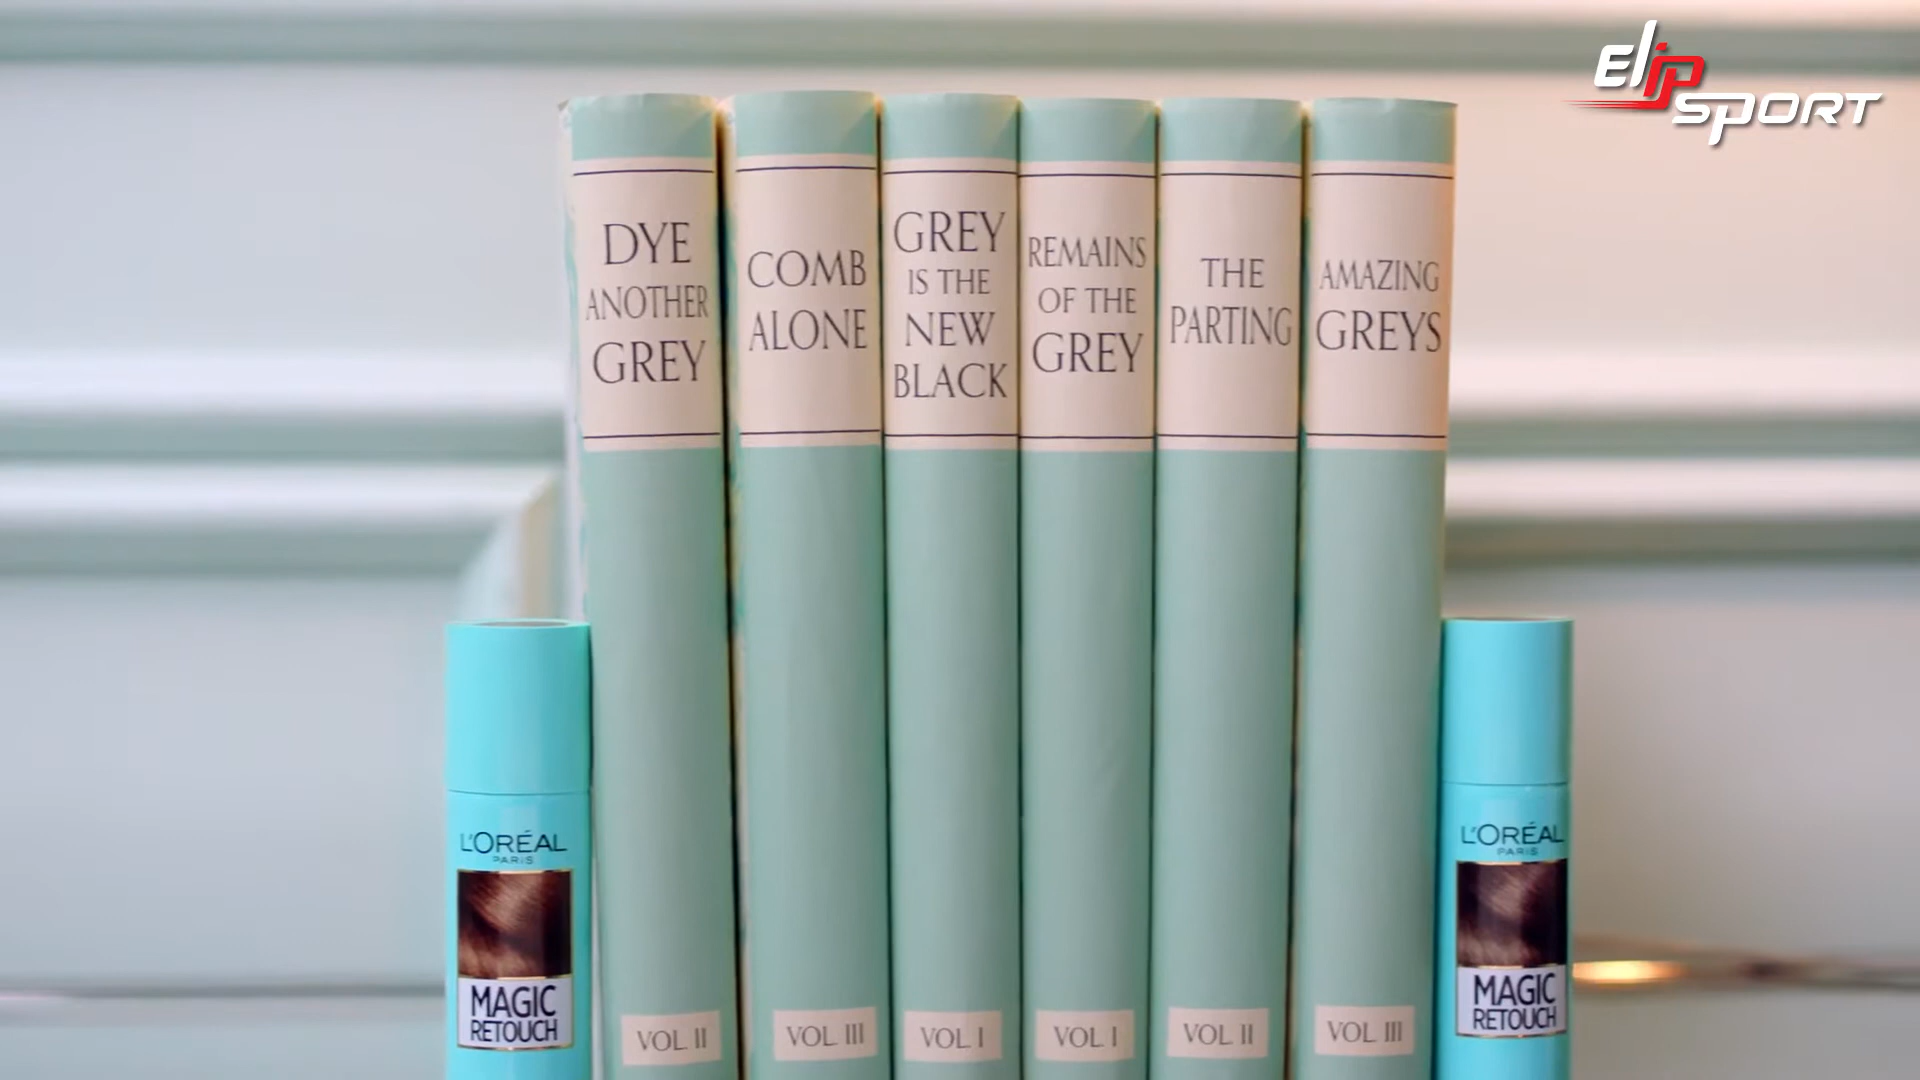 Elip
SPORT
DYE
ANOTHER
GREY
COMB
ALONE
GREY
IS THE
NEW
BLACK
REMAINS
OF THE
GREY
THE
PARTING
AMAZING
GREYS
L'ORÉAL
PARIS
MAGIC
RETOUCH
VOL II
VOL III
VOL I
VOL I
VOL II
VOL III
L'ORÉAL
PARIS
MAGIC
RETOUCH